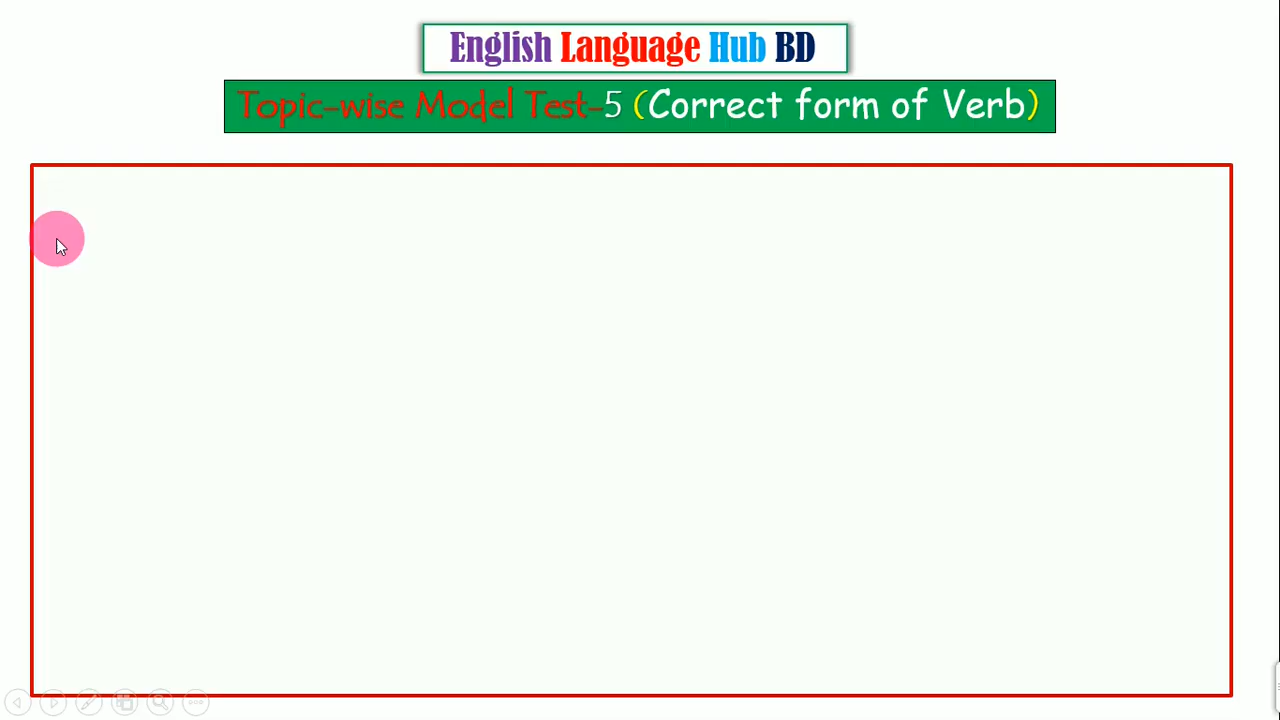 English Language Hub BD
Topic-wise Model Test-5 (Correct form of Verb)